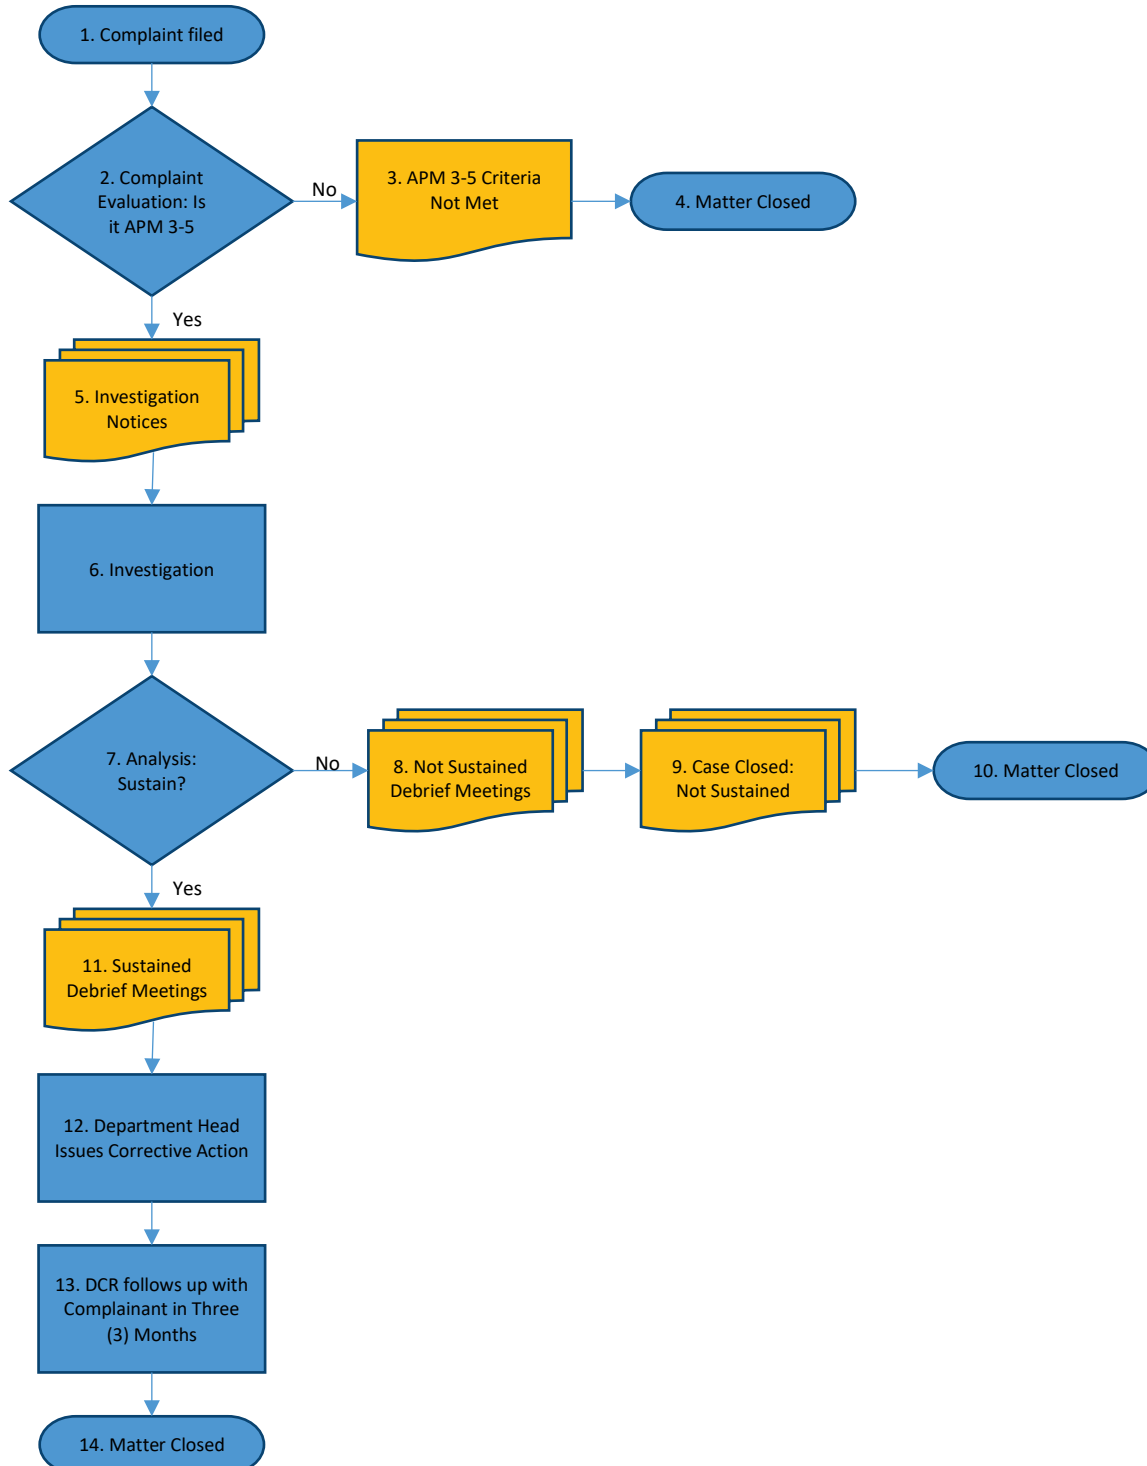 1. Complaint filed
2. Complaint
Evaluation: Is
it APM 3-5
No
3. APM 3-5 Criteria
Not Met
4. Matter Closed
Yes
5. Investigation
Notices
6. Investigation
7. Analysis:
Sustain?
No
8. Not Sustained
Debrief Meetings
9. Case Closed:
Not Sustained
10. Matter Closed
Yes
11. Sustained
Debrief Meetings
12. Department Head
Issues Corrective Action
13. DCR follows up with
Complainant in Three
(3) Months
14. Matter Closed